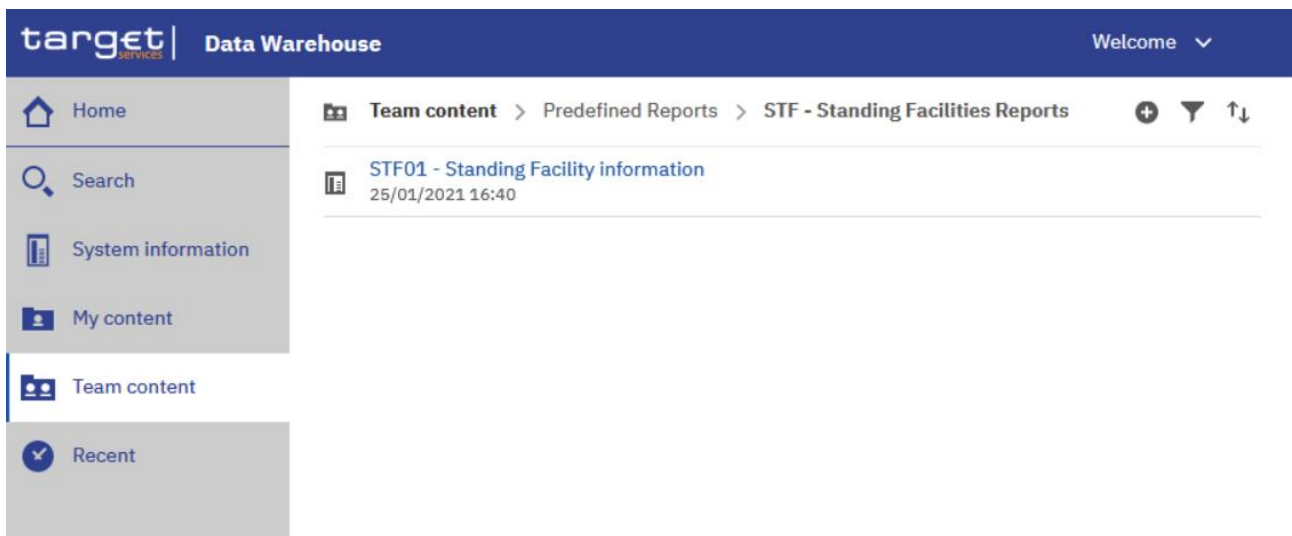 target services | Data Warehouse Welcome
Home
Team content > Predefined Reports > STF - Standing Facilities Reports
Search
STF01 - Standing Facility information
25/01/2021 16:40
System information
My content
Team content
Recent